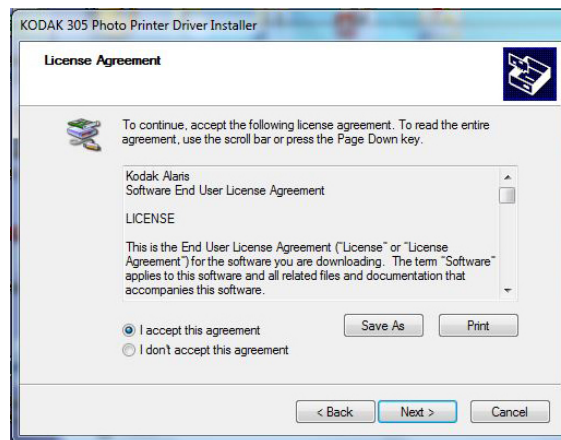 KODAK 305 Photo Printer Driver Installer
License Agreement
To continue, accept the following license agreement. To read the entire
agreement, use the scroll bar or press the Page Down key.
Kodak Alaris
Software End User License Agreement
LICENSE
This is the End User License Agreement ("License" or "License
Agreement") for the software you are downloading. The term "Software"
applies to this software and all related files and documentation that
accompanies this software.
I accept this agreement
Save As
Print
I don't accept this agreement
< Back
Next >
Cancel